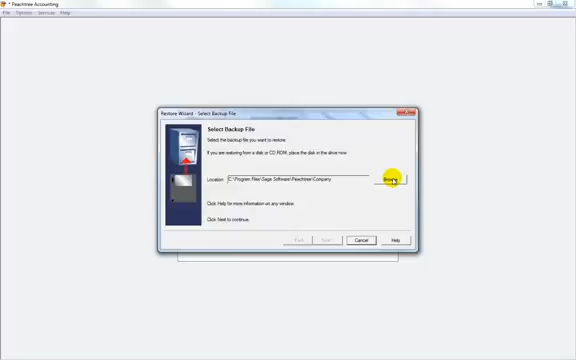 Peachtree Accounting
File Options Services Help
Restore Wizard - Select Backup File
Select Backup File
Select the backup file you want to restore.
If you are restoring from a disk or CD ROM, place the disk in the drive now.
Location: C:\Program Files\Sage Software\Peachtree\Company
Click Help for more information on any window.
Click Next to continue.
Cancel Help